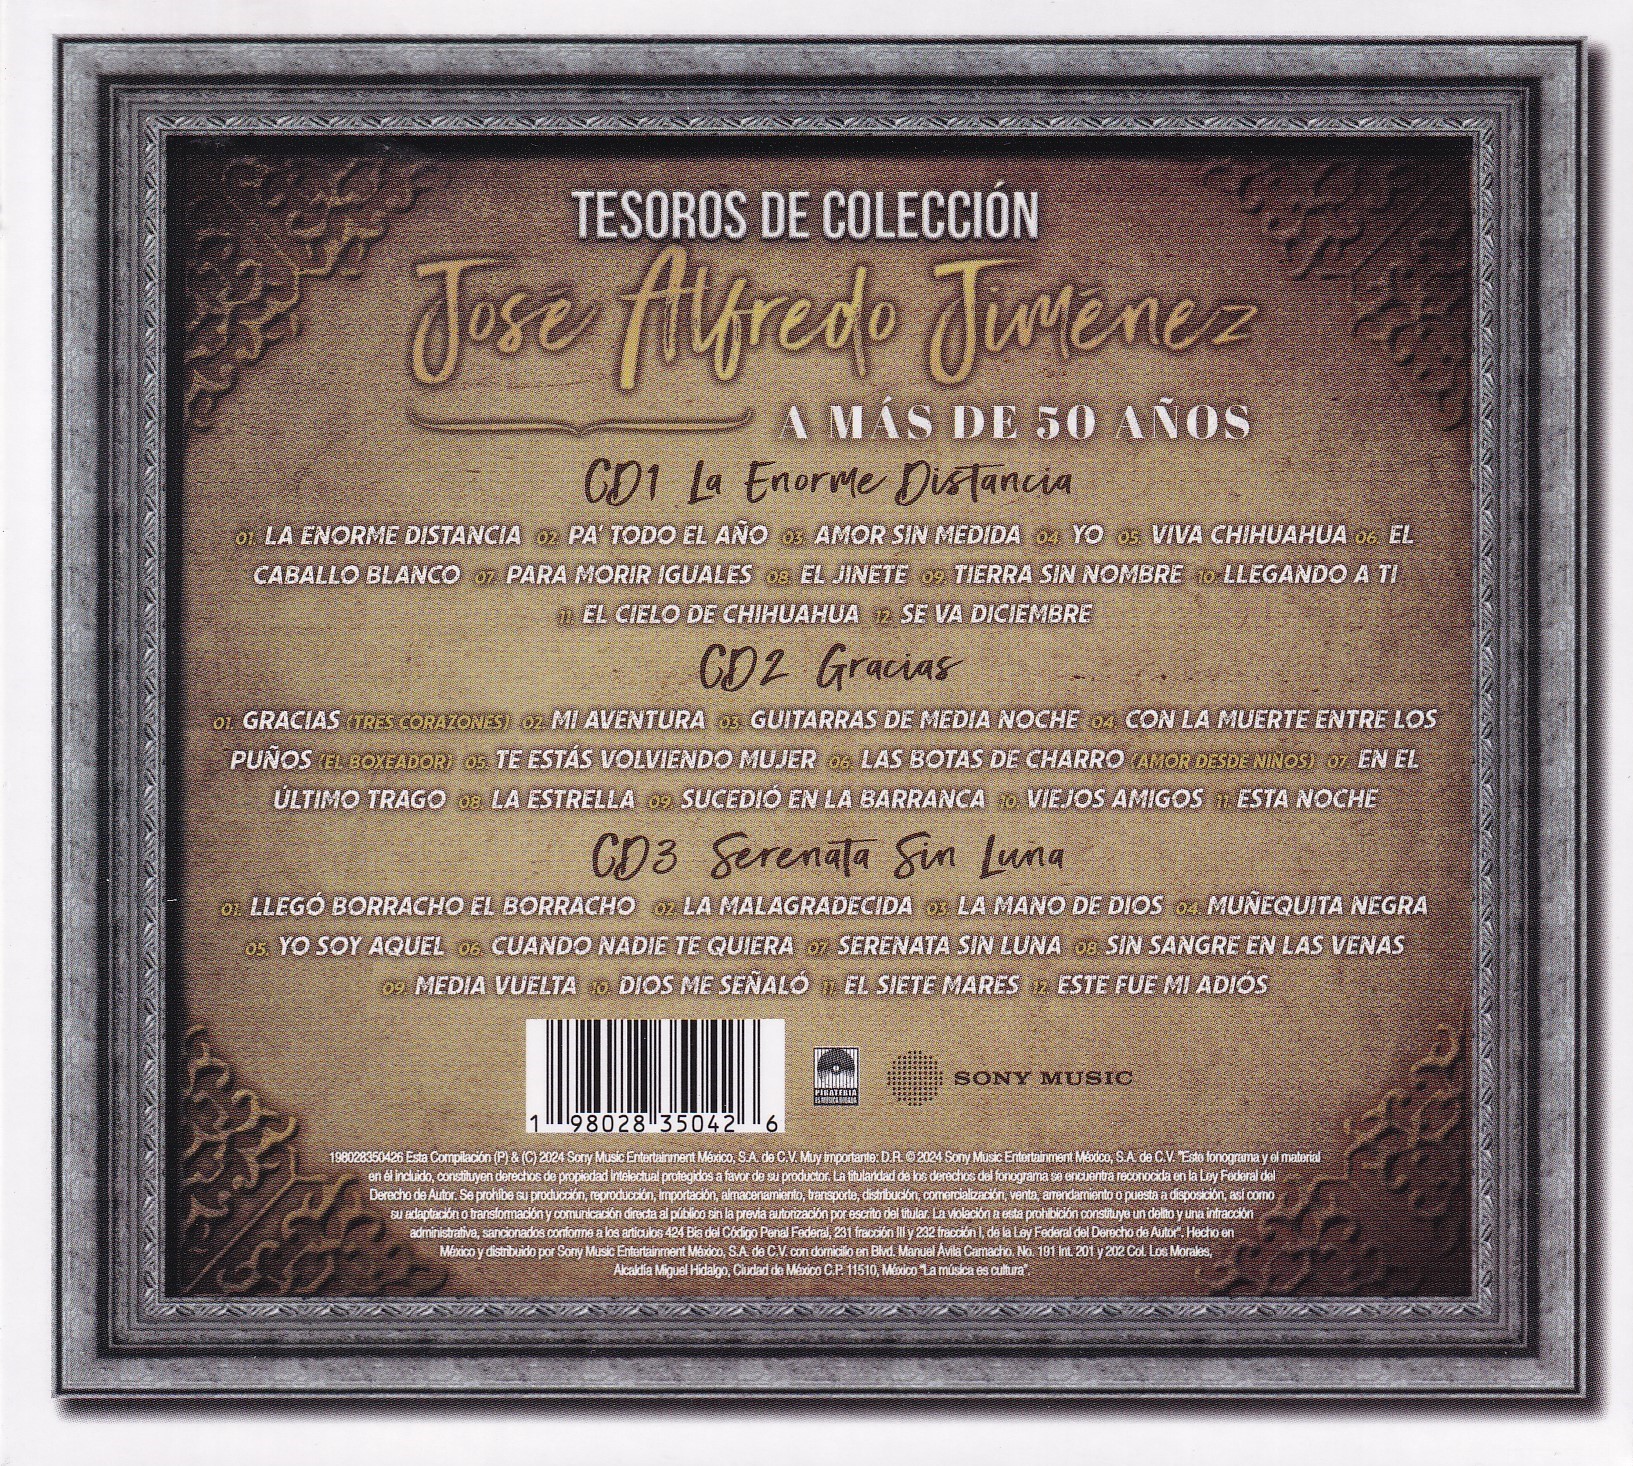 TESOROS DE COLECCIÓN
José Alfredo Jiménez
A MÁS DE 50 AÑOS
CD1 La Enorme Distancia
01. LA ENORME DISTANCIA 02. PA' TODO EL AÑO 03. AMOR SIN MEDIDA 04. YO 05. VIVA CHIHUAHUA 06. EL
CABALLO BLANCO 07. PARA MORIR IGUALES 08. EL JINETE 09. TIERRA SIN NOMBRE 10. LLEGANDO A TI
11. EL CIELO DE CHIHUAHUA 12. SE VA DICIEMBRE
CD2 Gracias
01. GRACIAS (TRES CORAZONES) 02. MI AVENTURA 03. GUITARRAS DE MEDIA NOCHE 04. CON LA MUERTE ENTRE LOS
PUÑOS (EL BOXEADOR) 05. TE ESTÁS VOLVIENDO MUJER 06. LAS BOTAS DE CHARRO (AMOR DESDE NIÑOS) 07. EN EL
ÚLTIMO TRAGO 08. LA ESTRELLA 09. SUCEDIÓ EN LA BARRANCA 10. VIEJOS AMIGOS 11. ESTA NOCHE
CD3 Serenata Sin Luna
01. LLEGÓ BORRACHO EL BORRACHO 02. LA MALAGRADECIDA 03. LA MANO DE DIOS 04. MUÑEQUITA NEGRA
05. YO SOY AQUEL 06. CUANDO NADIE TE QUIERA 07. SERENATA SIN LUNA 08. SIN SANGRE EN LAS VENAS
09. MEDIA VUELTA 10. DIOS ME SEÑALÓ 11. EL SIETE MARES 12. ESTE FUE MI ADIÓS
1 98028 35042 6
PIRATERIA
ES MUSICA ROBADA
SONY MUSIC
198028350426 Esta Compilación (P) & (C) 2024 Sony Music Entertainment México, S.A. de C.V. Muy importante: D.R. © 2024 Sony Music Entertainment México, S.A. de C.V. "Este fonograma y el material
en él incluido, constituyen derechos de propiedad intelectual protegidos a favor de su productor. La titularidad de los derechos del fonograma se encuentra reconocida en la Ley Federal del
Derecho de Autor. Se prohíbe su producción, reproducción, importación, almacenamiento, transporte, distribución, comercialización, venta, arrendamiento o puesta a disposición, así como
su adaptación o transformación y comunicación directa al público sin la previa autorización por escrito del titular. La violación a esta prohibición constituye un delito y una infracción
administrativa, sancionados conforme a los artículos 424 Bis del Código Penal Federal, 231 fracción III y 232 fracción I, de la Ley Federal del Derecho de Autor". Hecho en
México y distribuido por Sony Music Entertainment México, S.A. de C.V. con domicilio en Blvd. Manuel Ávila Camacho. No. 191 Int. 201 y 202 Col. Los Morales,
Alcaldía Miguel Hidalgo, Ciudad de México C.P. 11510, México "La música es cultura".